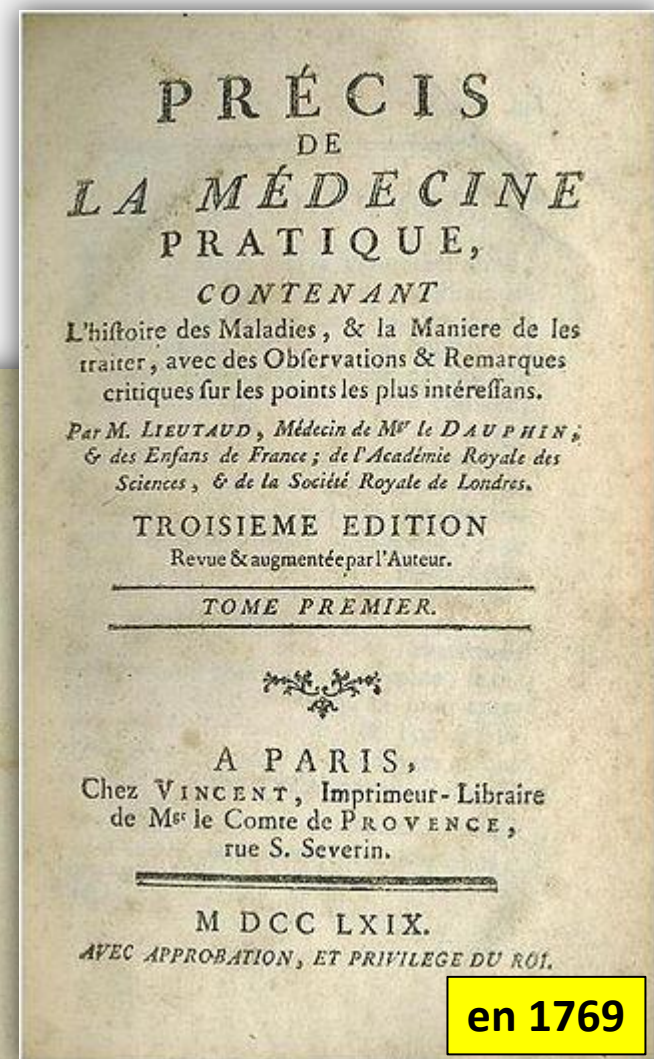 PRÉCIS
DE
LA MÉDECINE
PRATIQUE,
CONTENANT
L'hiſtoire des Maladies, & la Maniere de les
traiter, avec des Obſervations & Remarques
critiques ſur les points les plus intéreſſans.
Par M. LIEUTAUD, Médecin de Mgr le DAUPHIN,
& des Enfans de France ; de l'Académie Royale des
Sciences, & de la Société Royale de Londres.
TROISIEME EDITION
Revue & augmentée par l'Auteur.
TOME PREMIER.
A PARIS,
Chez VINCENT, Imprimeur-Libraire
de Mgr le Comte de PROVENCE,
rue S. Severin.
M DCC LXIX.
AVEC APPROBATION, ET PRIVILEGE DU ROI.
en 1769